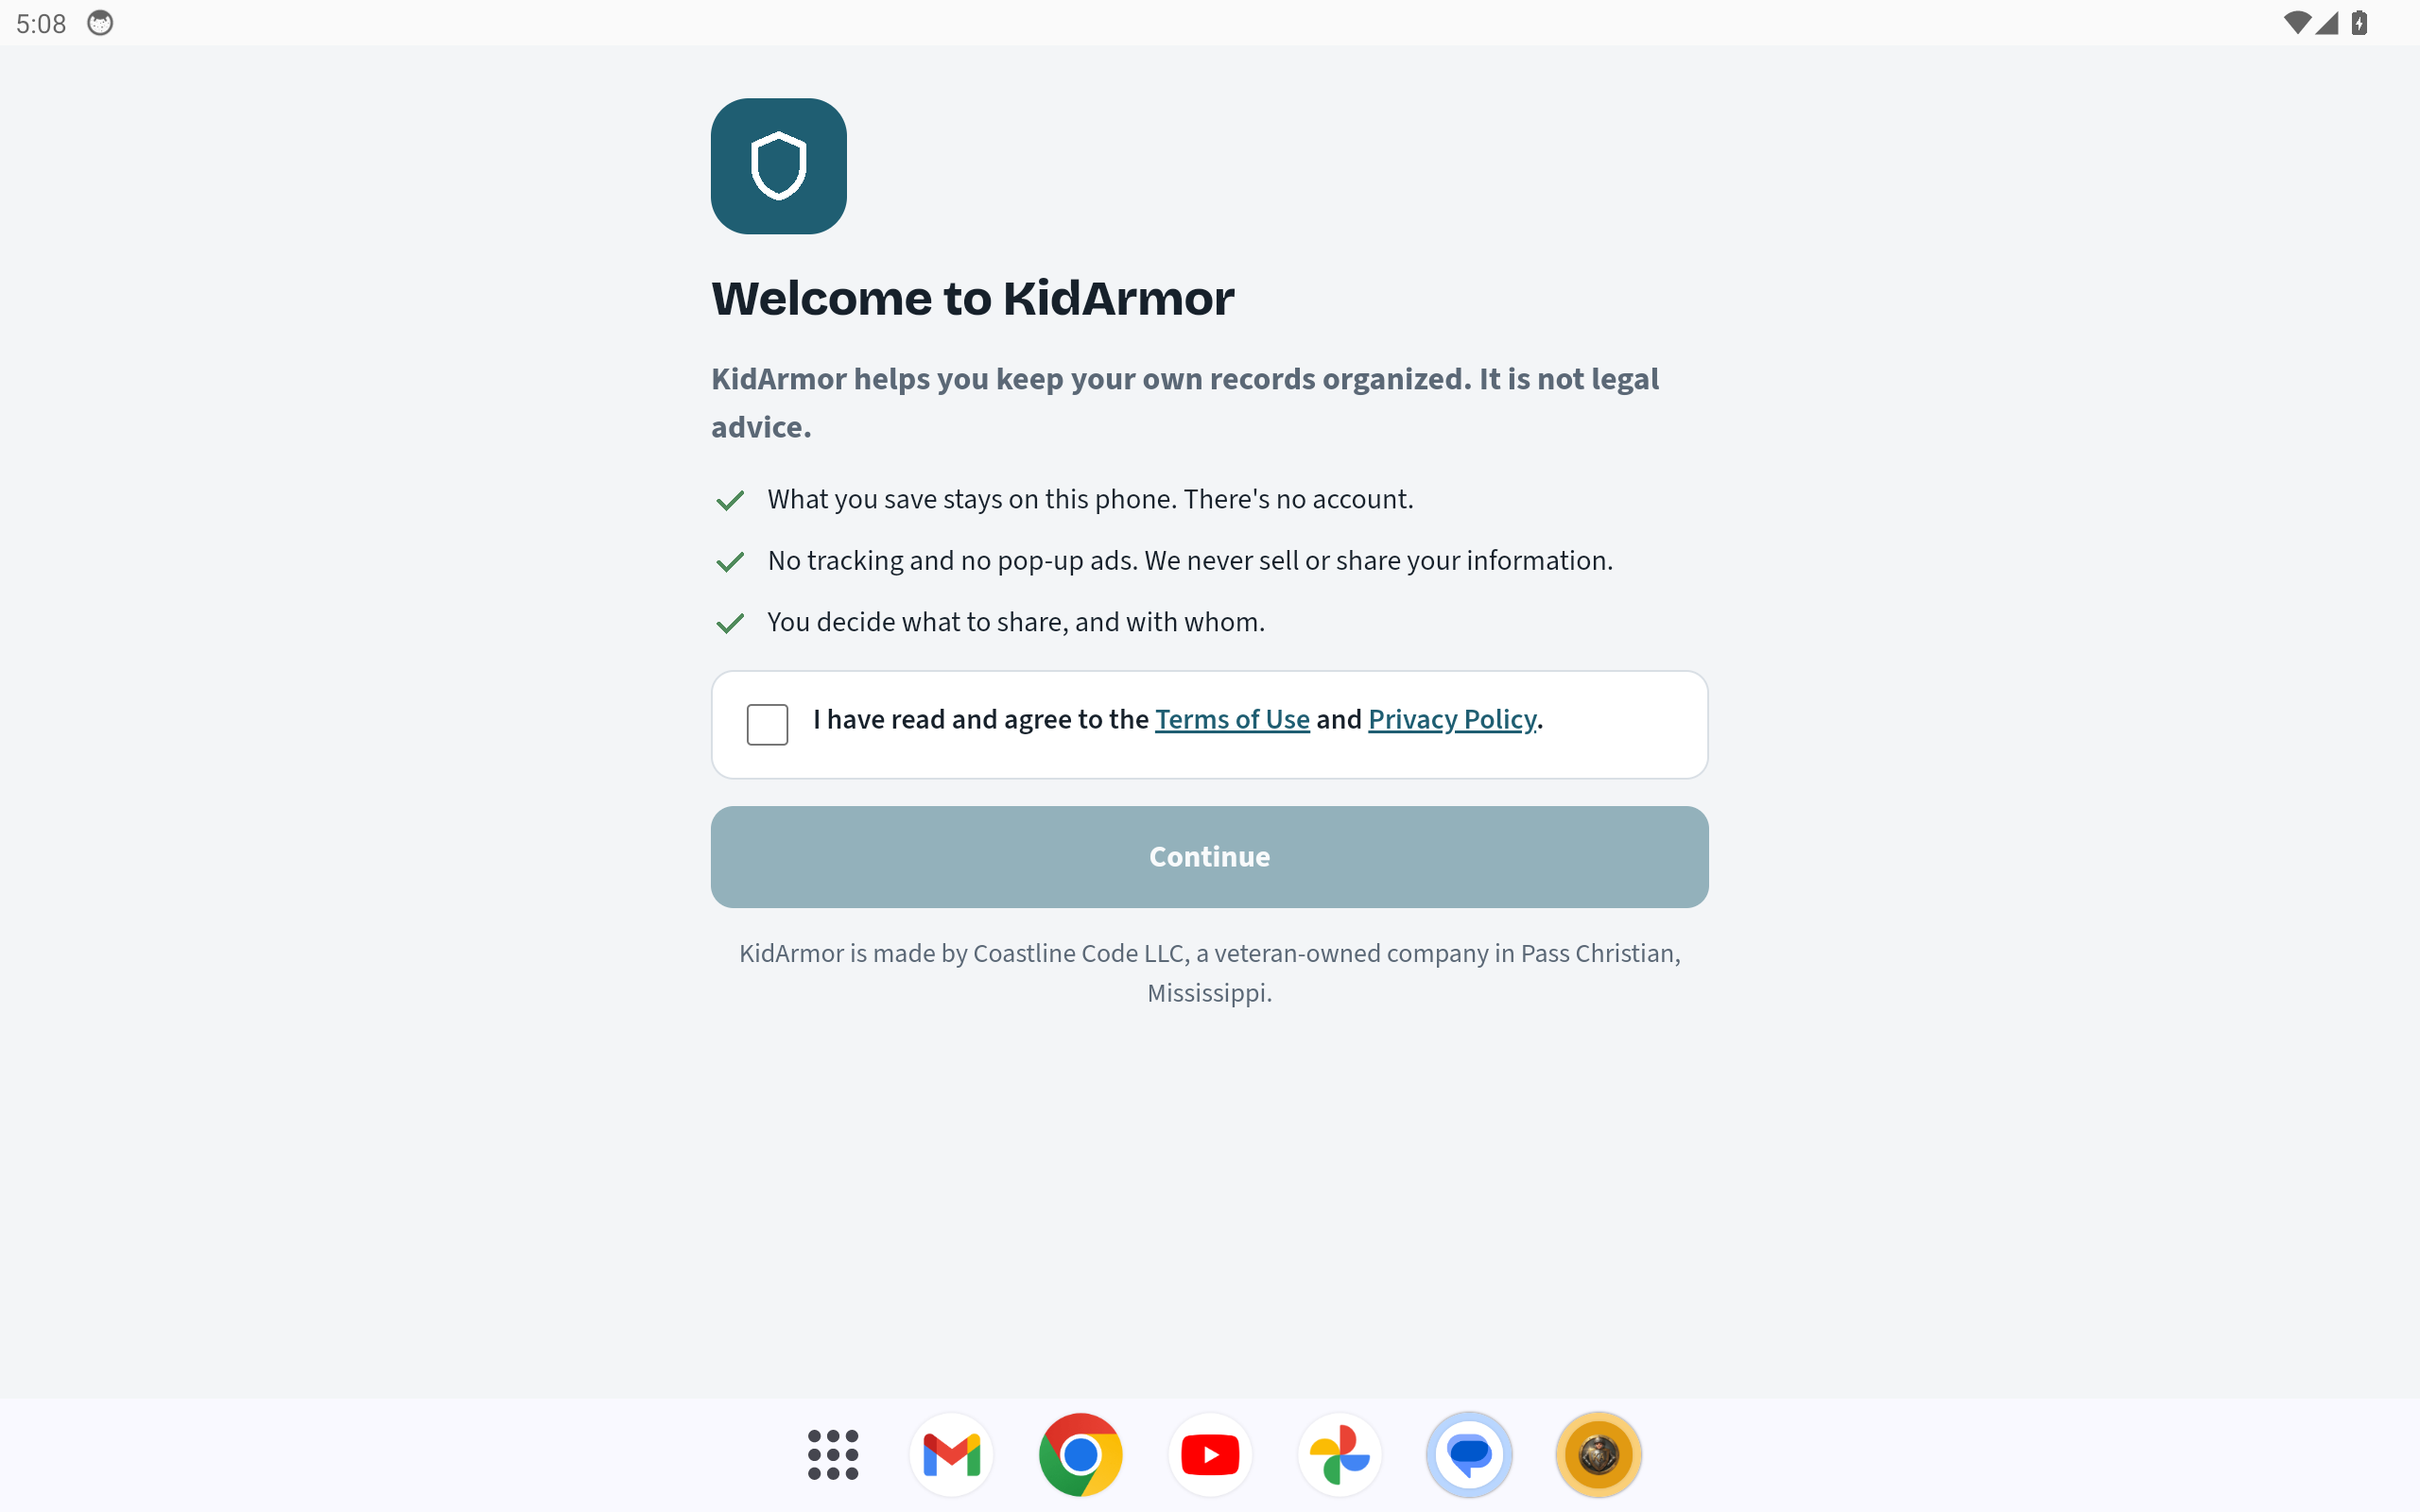 5:08
Welcome to KidArmor
KidArmor helps you keep your own records organized. It is not legal
advice.
What you save stays on this phone. There's no account.
No tracking and no pop-up ads. We never sell or share your information.
You decide what to share, and with whom.
I have read and agree to the Terms of Use and Privacy Policy.
Continue
KidArmor is made by Coastline Code LLC, a veteran-owned company in Pass Christian,
Mississippi.